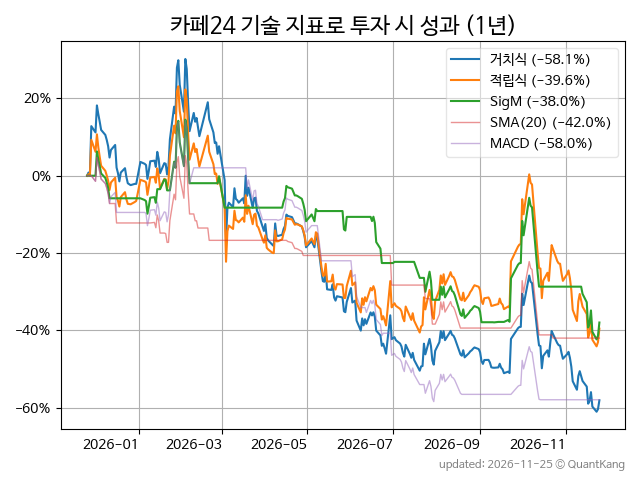 카페24 기술 지표로 투자 시 성과 (1년)
거치식 (−58.1%)
적립식 (−39.6%)
SigM (−38.0%)
SMA(20) (−42.0%)
MACD (−58.0%)
20%
0%
−20%
−40%
−60%
2026-01
2026-03
2026-05
2026-07
2026-09
2026-11
updated: 2026-11-25 © QuantKang